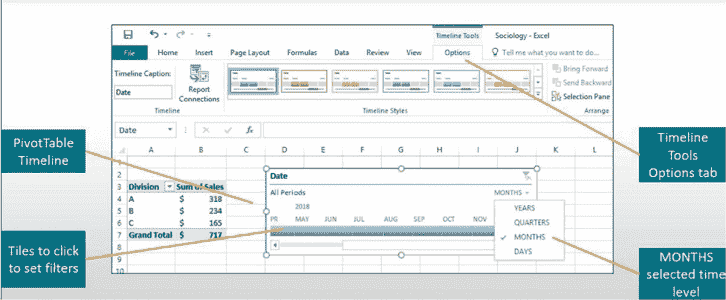 Timeline Tools Sociology - Excel
File Home Insert Page Layout Formulas Data Review View Options Tell me what you want to do...
Timeline Caption:
Date
Report
Connections
Bring Forward
Send Backward
Selection Pane
Timeline Timeline Styles Arrange
Date fx
A B C D E F G H I J K L
1
2
3 Division Sum of Sales
4 A $ 318
5 B $ 234
6 C $ 165
7 Grand Total $ 717
8
9
10
Date
All Periods MONTHS
2018
PR MAY JUN JUL AUG SEP OCT NOV
YEARS
QUARTERS
MONTHS
DAYS
PivotTable
Timeline
Tiles to click
to set filters
Timeline
Tools
Options tab
MONTHS
selected time
level